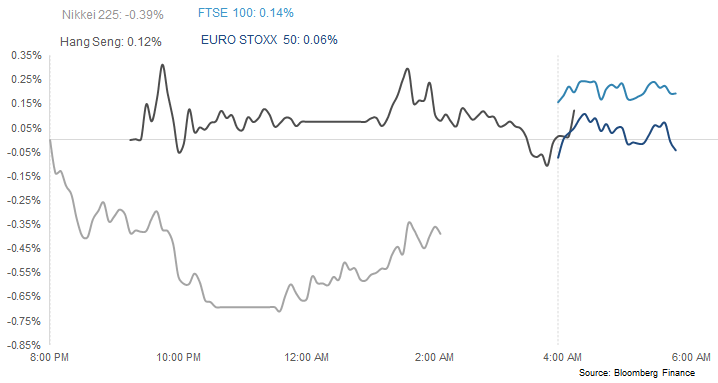 Nikkei 225: -0.39%
FTSE 100: 0.14%
Hang Seng: 0.12%
EURO STOXX 50: 0.06%
0.35%
0.25%
0.15%
0.05%
-0.05%
-0.15%
-0.25%
-0.35%
-0.45%
-0.55%
-0.65%
-0.75%
-0.85%
8:00 PM
10:00 PM
12:00 AM
2:00 AM
4:00 AM
6:00 AM
Source: Bloomberg Finance